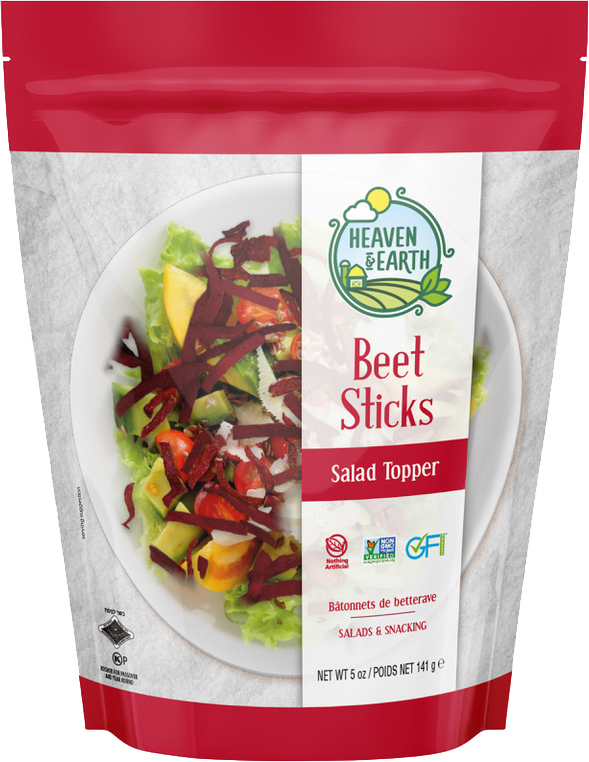 HEAVEN
& EARTH
Beet
Sticks
Salad Topper
Nothing
Artificial
NON
GMO
VERIFIED
GF
Bâtonnets de betterave
SALADS & SNACKING
NET WT 5 oz / POIDS NET 141 g ℮
serving suggestion
K P
KOSHER FOR PASSOVER
AND YEAR ROUND